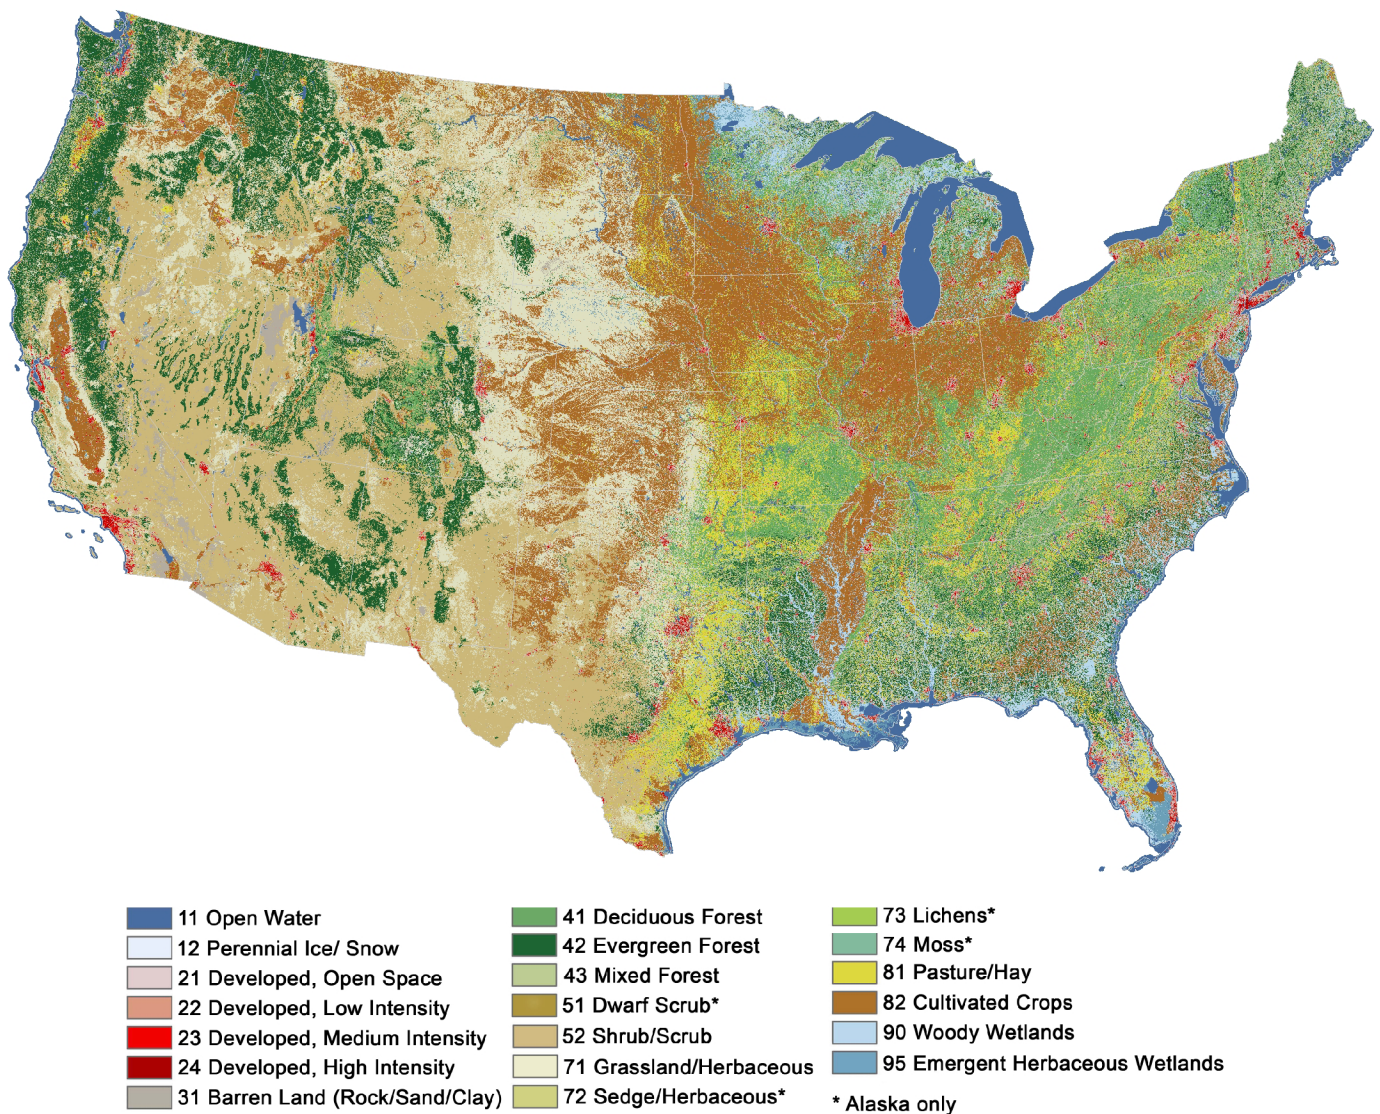 11 Open Water
12 Perennial Ice/ Snow
21 Developed, Open Space
22 Developed, Low Intensity
23 Developed, Medium Intensity
24 Developed, High Intensity
31 Barren Land (Rock/Sand/Clay)
41 Deciduous Forest
42 Evergreen Forest
43 Mixed Forest
51 Dwarf Scrub*
52 Shrub/Scrub
71 Grassland/Herbaceous
72 Sedge/Herbaceous*
73 Lichens*
74 Moss*
81 Pasture/Hay
82 Cultivated Crops
90 Woody Wetlands
95 Emergent Herbaceous Wetlands
* Alaska only